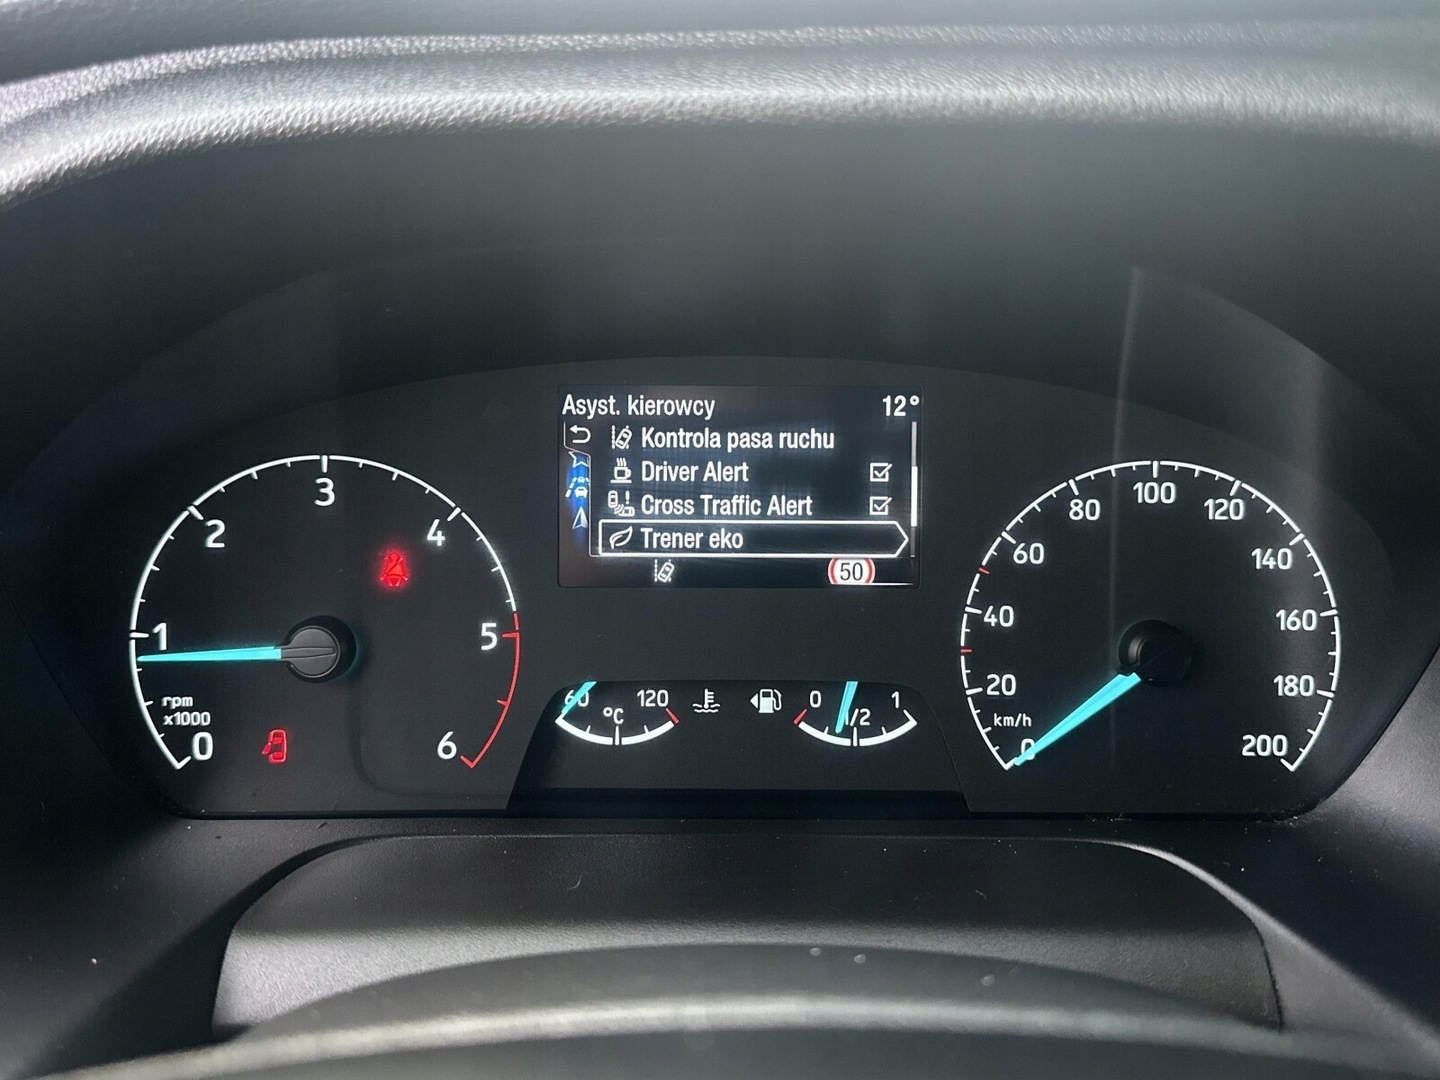 Asyst. kierowcy 12°
Kontrola pasa ruchu
Driver Alert
Cross Traffic Alert
Trener eko
50
0
1
2
3
4
5
6
rpm
x1000
60 120
°C
0 1/2 1
0
20
40
60
80
100
120
140
160
180
200
km/h